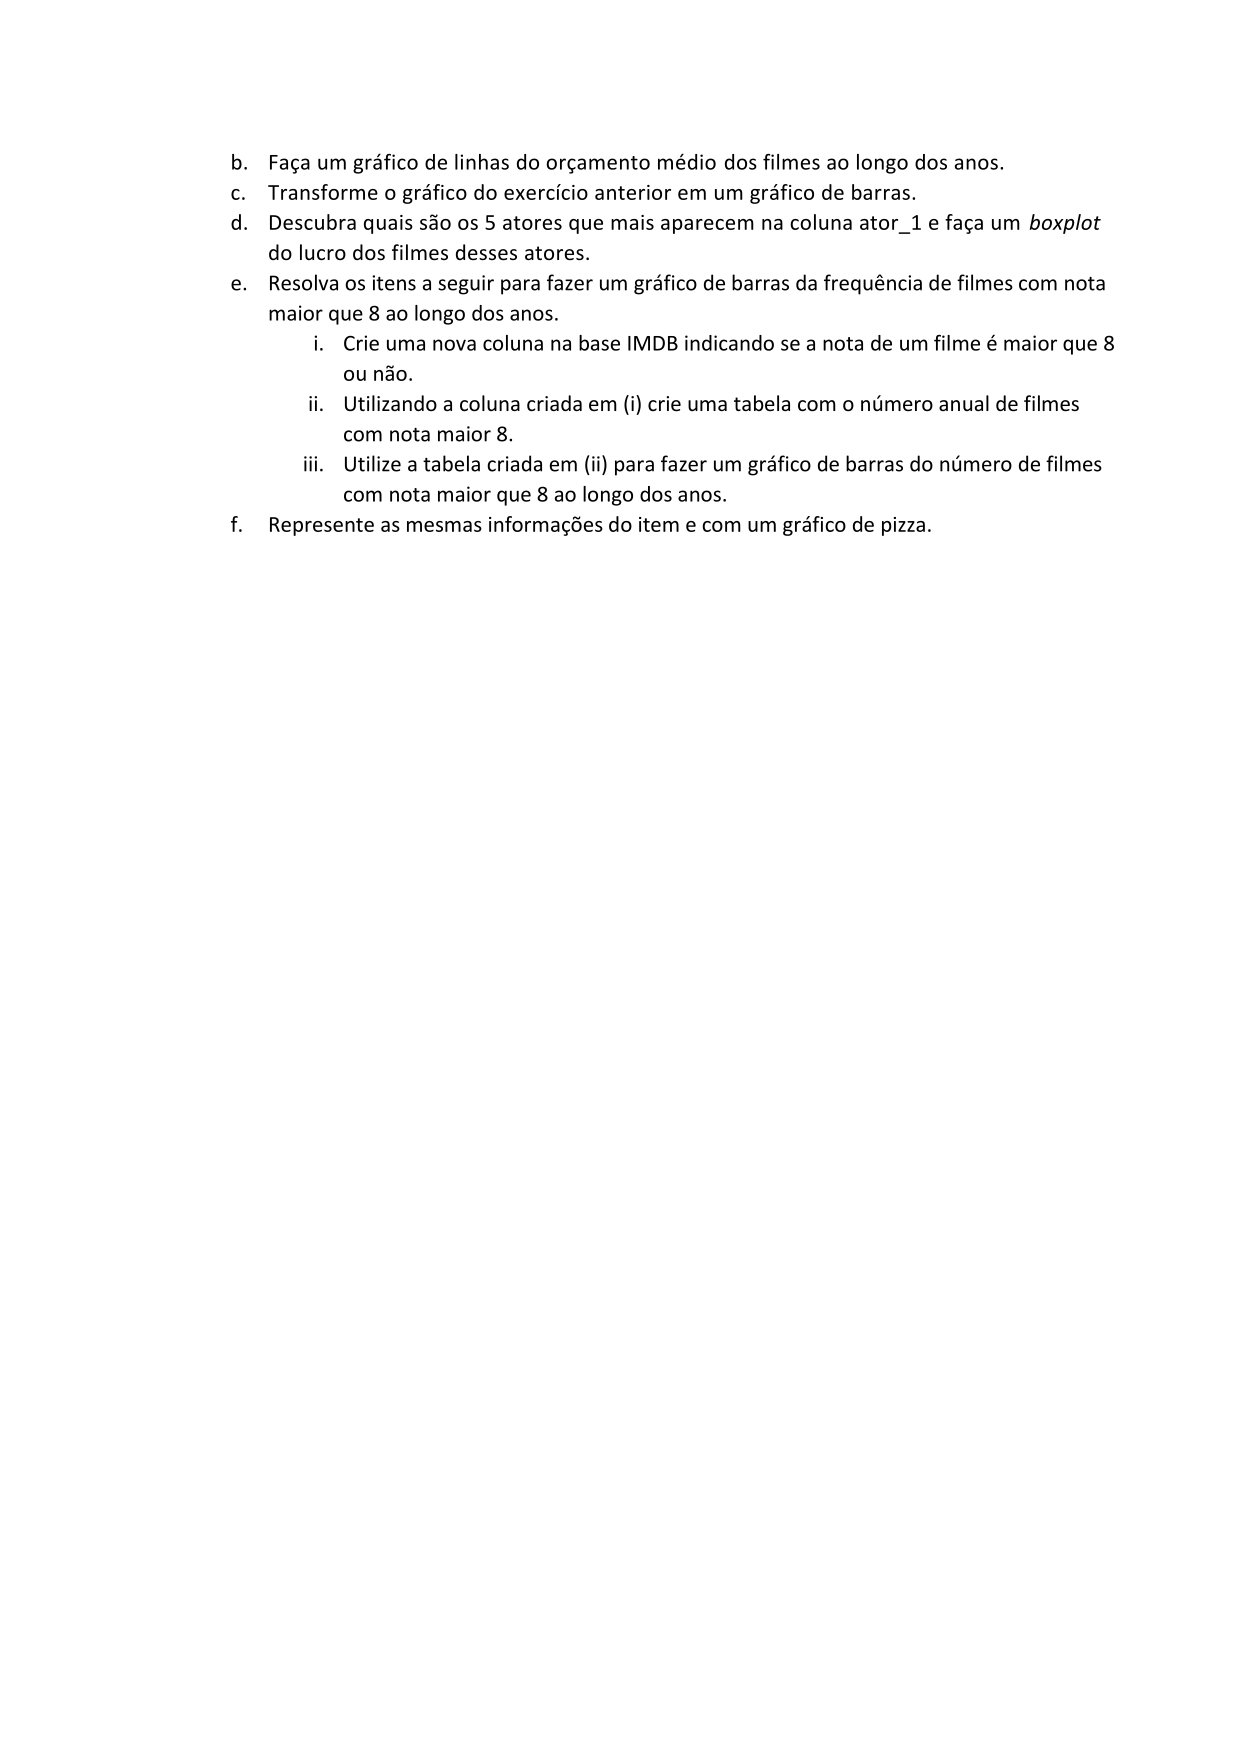 b. Faça um gráfico de linhas do orçamento médio dos filmes ao longo dos anos.
c. Transforme o gráfico do exercício anterior em um gráfico de barras.
d. Descubra quais são os 5 atores que mais aparecem na coluna ator_1 e faça um boxplot
do lucro dos filmes desses atores.
e. Resolva os itens a seguir para fazer um gráfico de barras da frequência de filmes com nota
maior que 8 ao longo dos anos.
i. Crie uma nova coluna na base IMDB indicando se a nota de um filme é maior que 8
ou não.
ii. Utilizando a coluna criada em (i) crie uma tabela com o número anual de filmes
com nota maior 8.
iii. Utilize a tabela criada em (ii) para fazer um gráfico de barras do número de filmes
com nota maior que 8 ao longo dos anos.
f. Represente as mesmas informações do item e com um gráfico de pizza.